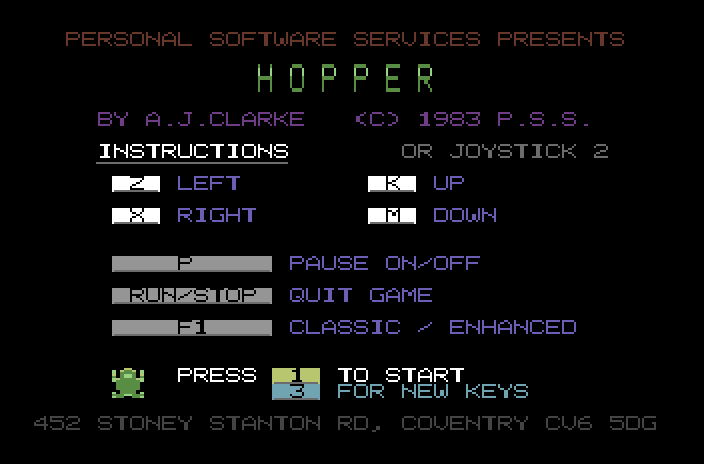 PERSONAL SOFTWARE SERVICES PRESENTS
HOPPER
BY A.J.CLARKE (C) 1983 P.S.S.
INSTRUCTIONS OR JOYSTICK 2
Z LEFT K UP
X RIGHT M DOWN
P PAUSE ON/OFF
RUN/STOP QUIT GAME
F1 CLASSIC / ENHANCED
PRESS 1 TO START
3 FOR NEW KEYS
452 STONEY STANTON RD, COVENTRY CV6 5DG